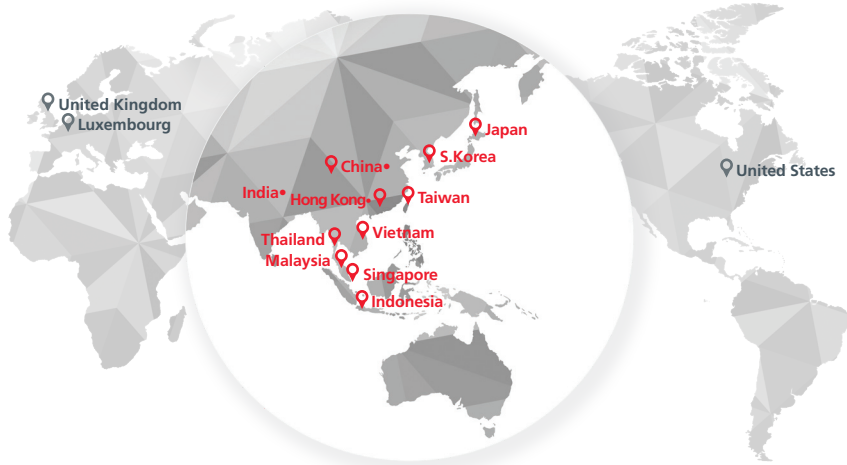 United Kingdom
Luxembourg
Japan
S.Korea
China•
United States
India•
Hong Kong•
Taiwan
Thailand
Vietnam
Malaysia
Singapore
Indonesia